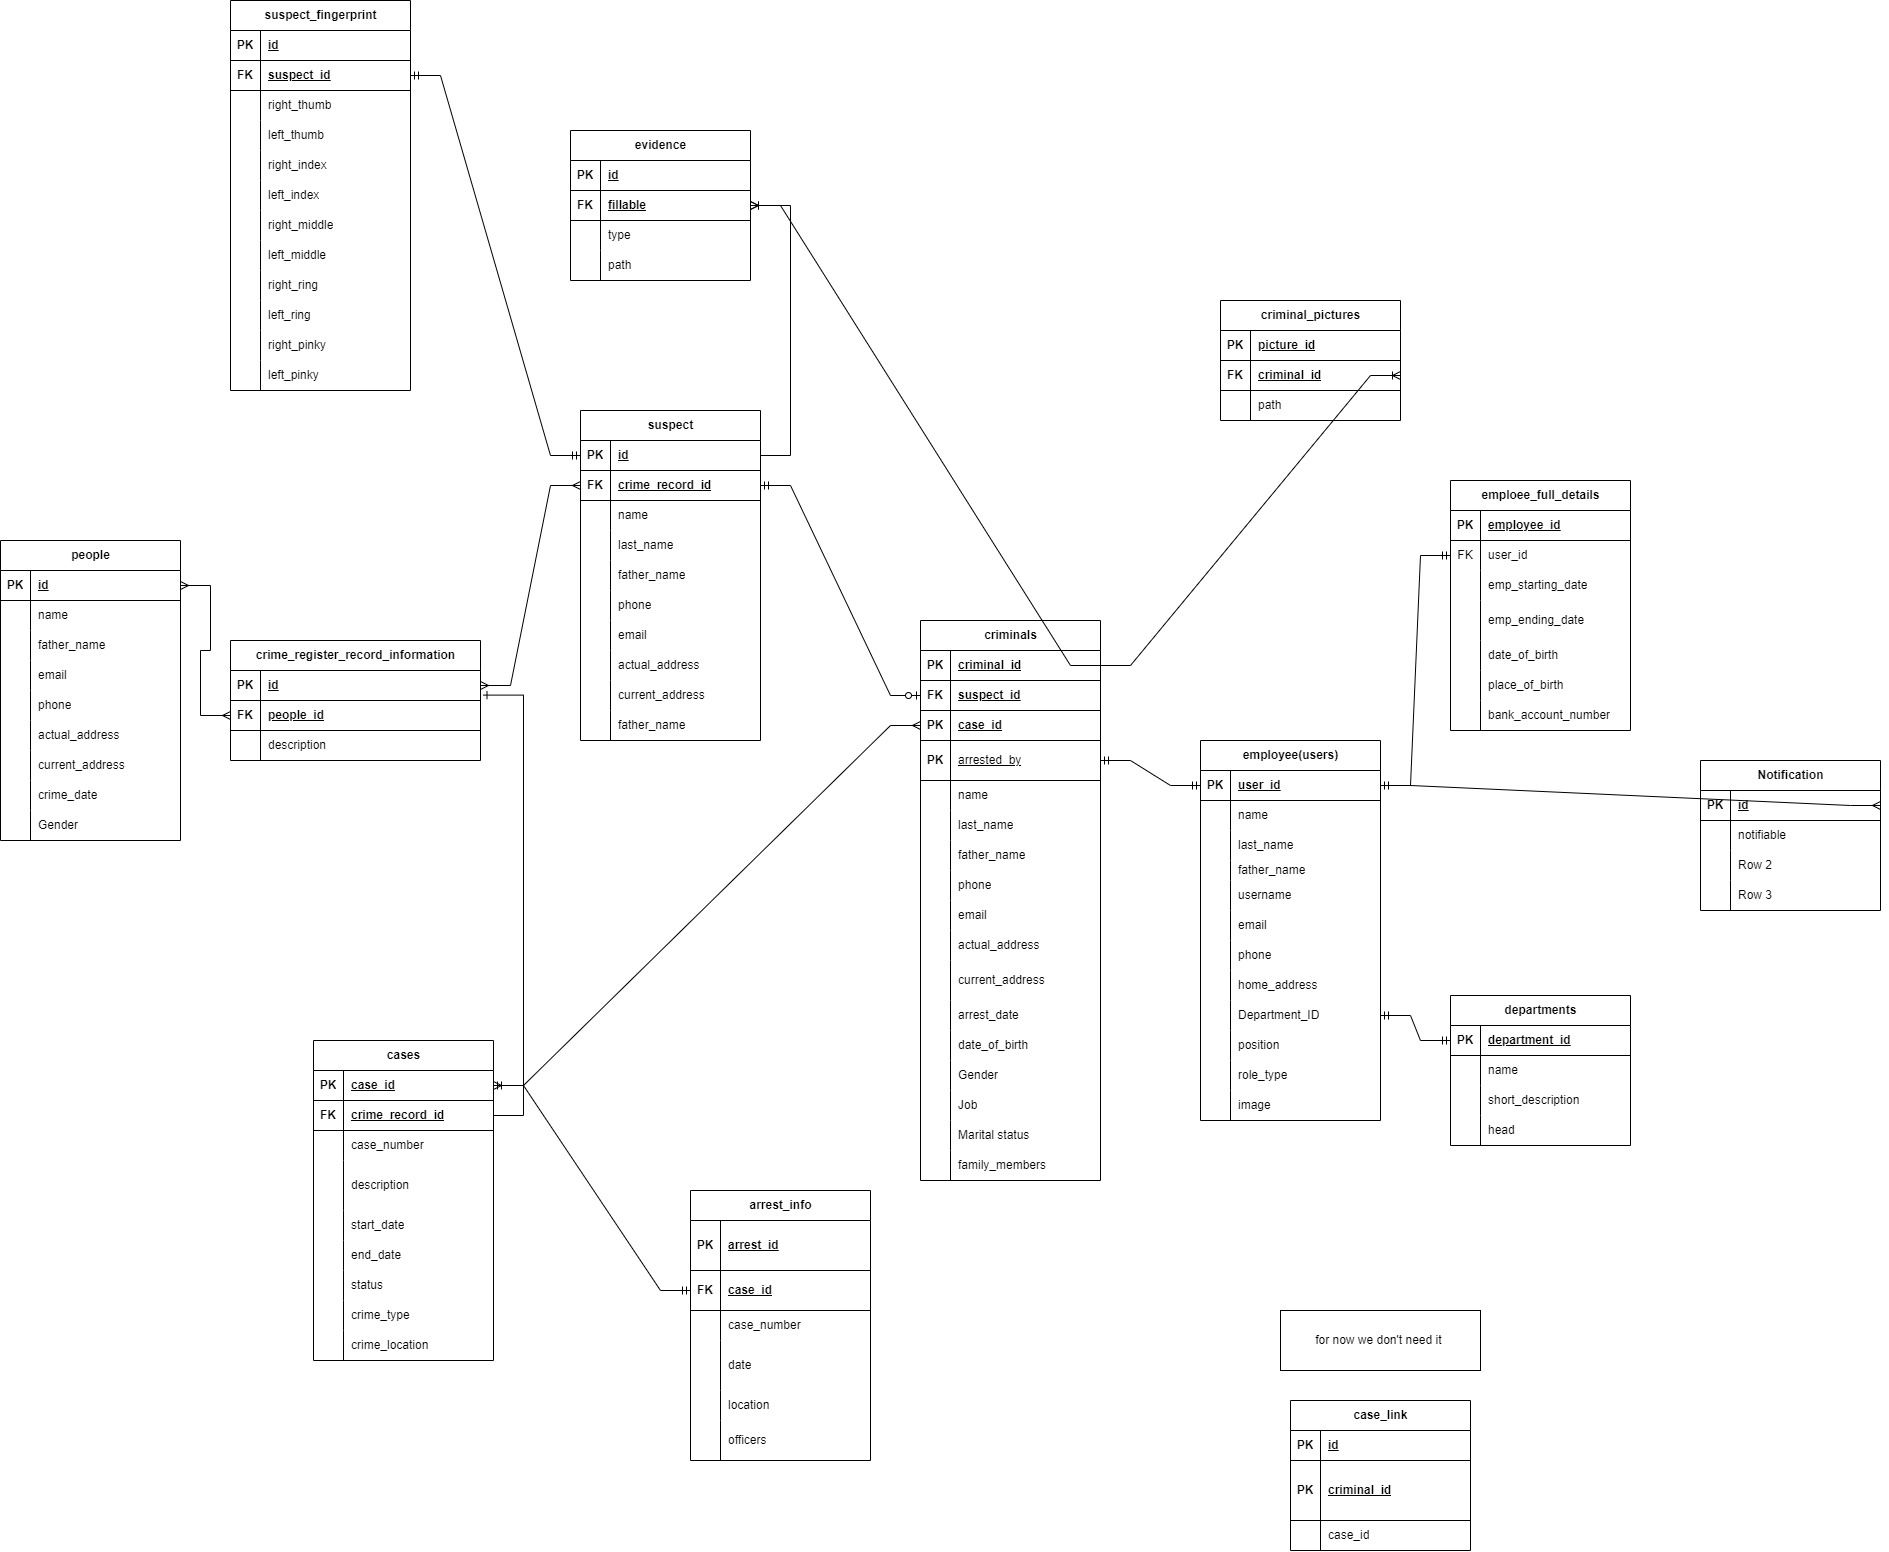 suspect_fingerprint
PK id
FK suspect_id
right_thumb
left_thumb
right_index
left_index
right_middle
left_middle
right_ring
left_ring
right_pinky
left_pinky
evidence
PK id
FK fillable
type
path
criminal_pictures
PK picture_id
FK criminal_id
path
suspect
PK id
FK crime_record_id
name
last_name
father_name
phone
email
actual_address
current_address
father_name
emploee_full_details
PK employee_id
FK user_id
emp_starting_date
emp_ending_date
date_of_birth
place_of_birth
bank_account_number
people
PK id
name
father_name
email
phone
actual_address
current_address
crime_date
Gender
crime_register_record_information
PK id
FK people_id
description
criminals
PK criminal_id
FK suspect_id
PK case_id
PK arrested_by
name
last_name
father_name
phone
email
actual_address
current_address
arrest_date
date_of_birth
Gender
Job
Marital status
family_members
employee(users)
PK user_id
name
last_name
father_name
username
email
phone
home_address
Department_ID
position
role_type
image
Notification
PK id
notifiable
Row 2
Row 3
departments
PK department_id
name
short_description
head
cases
PK case_id
FK crime_record_id
case_number
description
start_date
end_date
status
crime_type
crime_location
arrest_info
PK arrest_id
FK case_id
case_number
date
location
officers
for now we don't need it
case_link
PK id
PK criminal_id
case_id